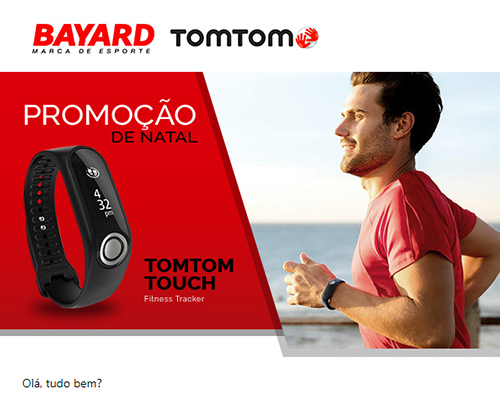 BAYARD TOMTOM
MARCA DE ESPORTE
PROMOÇÃO
DE NATAL
4
32
pm
TOMTOM
TOUCH
Fitness Tracker
Olá, tudo bem?